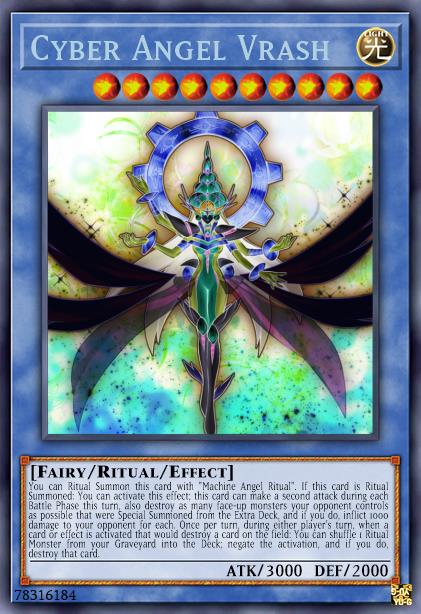 CYBER ANGEL VRASH
LIGHT
光
[FAIRY/RITUAL/EFFECT]
You can Ritual Summon this card with "Machine Angel Ritual". If this card is Ritual
Summoned: You can activate this effect; this card can make a second attack during each
Battle Phase this turn, also destroy as many face-up monsters your opponent controls
as possible that were Special Summoned from the Extra Deck, and if you do, inflict 1000
damage to your opponent for each. Once per turn, during either player's turn, when a
card or effect is activated that would destroy a card on the field: You can shuffle 1 Ritual
Monster from your Graveyard into the Deck; negate the activation, and if you do,
destroy that card.
ATK/3000 DEF/2000
78316184